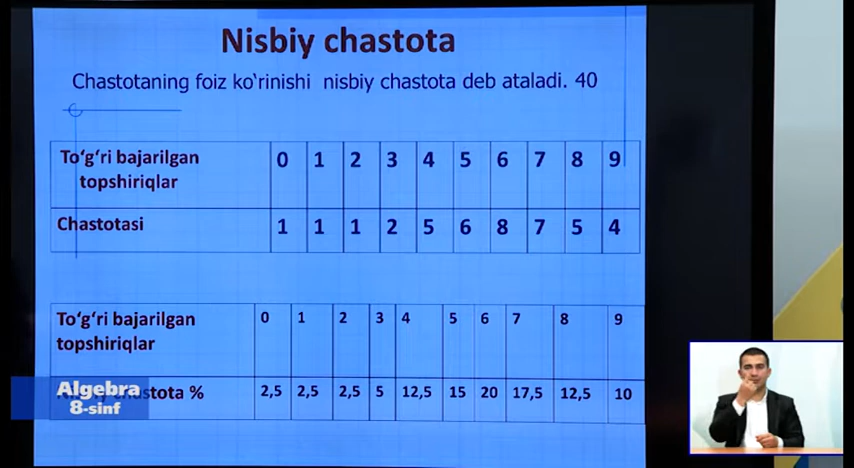 Nisbiy chastota
Chastotaning foiz ko‘rinishi nisbiy chastota deb ataladi. 40
To‘g‘ri bajarilgan 0 1 2 3 4 5 6 7 8 9
topshiriqlar
Chastotasi 1 1 1 2 5 6 8 7 5 4
To‘g‘ri bajarilgan 0 1 2 3 4 5 6 7 8 9
topshiriqlar
Algebra
chastota % 2,5 2,5 2,5 5 12,5 15 20 17,5 12,5 10
8-sinf